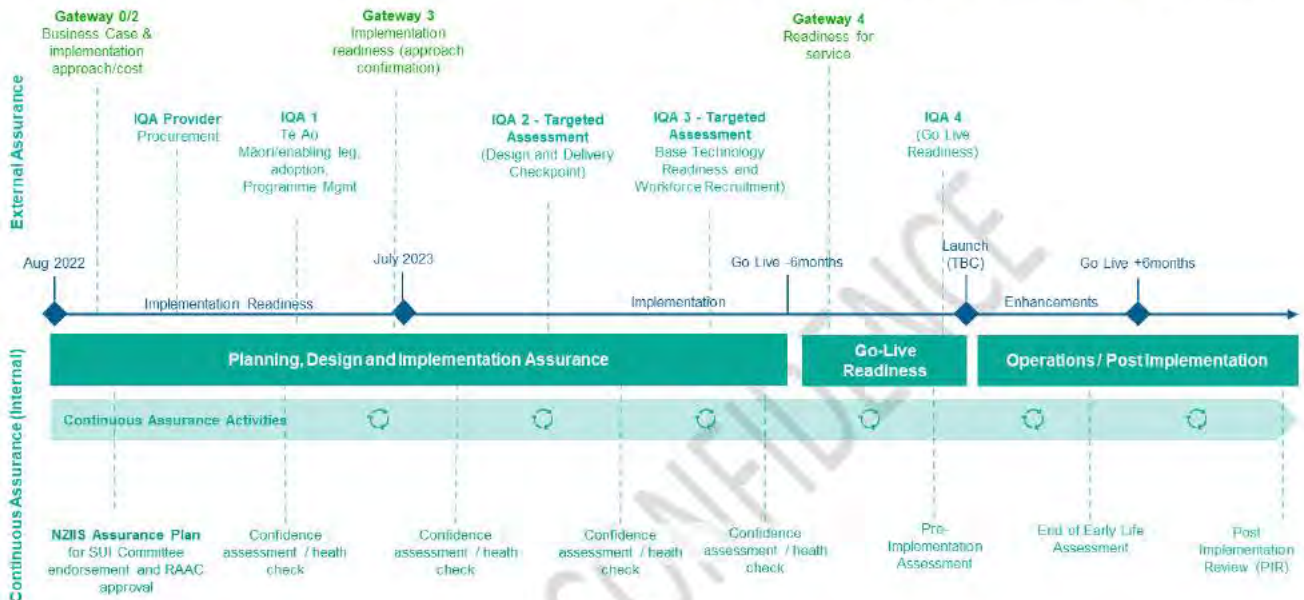 Gateway 0/2
Business Case &
implementation
approach/cost
Gateway 3
Implementation
readiness (approach
confirmation)
Gateway 4
Readiness for
service
External Assurance
IQA Provider
Procurement
IQA 1
Te Ao
Māori/enabling leg,
adoption,
Programme Mgmt
IQA 2 - Targeted
Assessment
(Design and Delivery
Checkpoint)
IQA 3 - Targeted
Assessment
Base Technology
Readiness and
Workforce Recruitment)
IQA 4
(Go Live
Readiness)
Aug 2022
July 2023
Go Live -6months
Launch
(TBC)
Go Live +6months
Implementation Readiness
Implementation
Enhancements
Planning, Design and Implementation Assurance
Go-Live
Readiness
Operations / Post Implementation
Continuous Assurance (Internal)
Continuous Assurance Activities
NZIIS Assurance Plan
for SUI Committee
endorsement and RAAC
approval
Confidence
assessment / heath
check
Confidence
assessment / heath
check
Confidence
assessment / heath
check
Confidence
assessment / heath
check
Pre-
Implementation
Assessment
End of Early Life
Assessment
Post
Implementation
Review (PIR)
CONFIDENCE